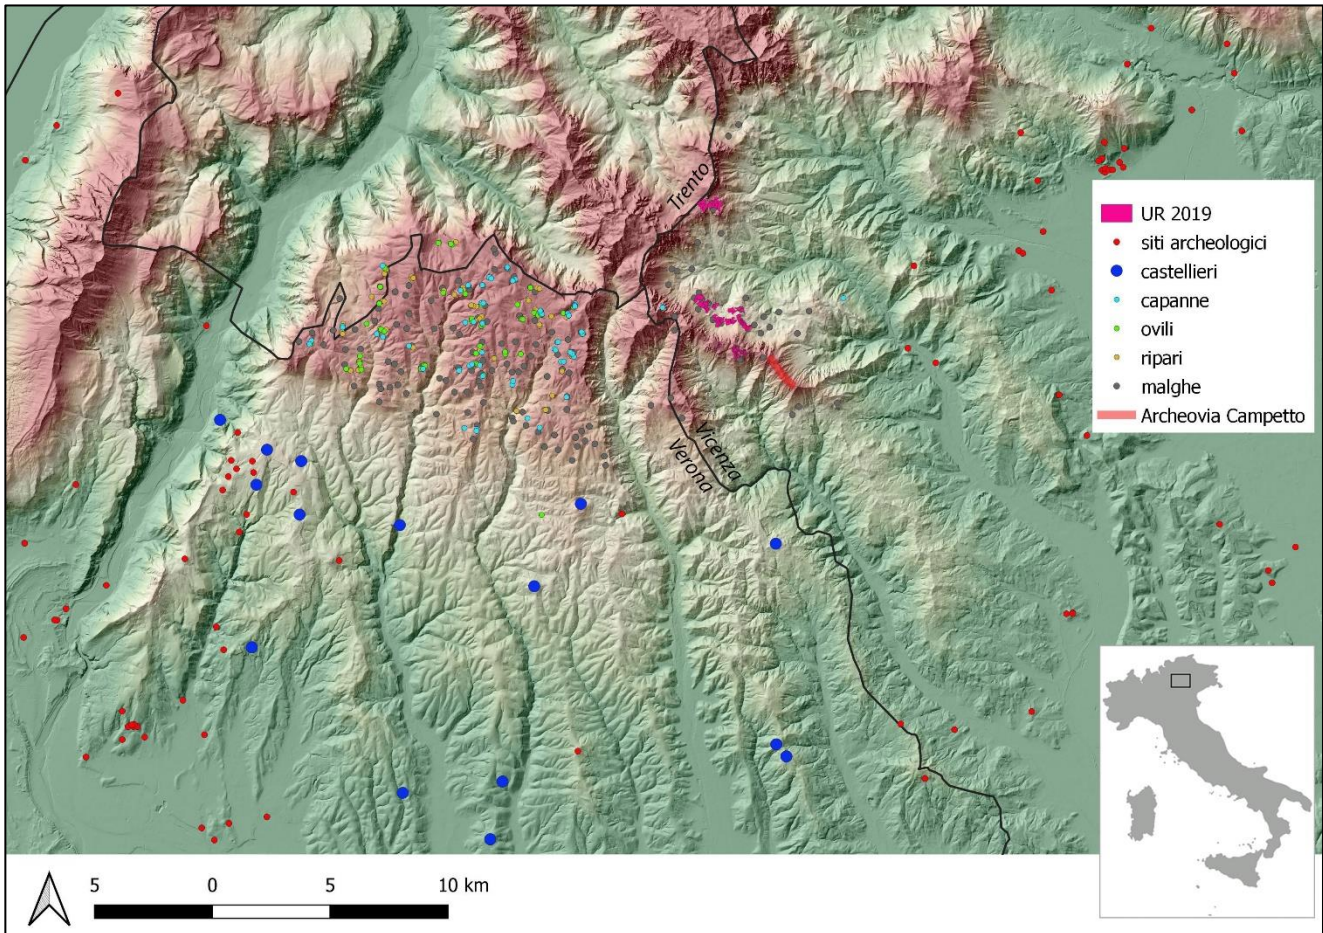 Trento
Vicenza
Verona
UR 2019
siti archeologici
castellieri
capanne
ovili
ripari
malghe
Archeovia Campetto
5 0 5 10 km